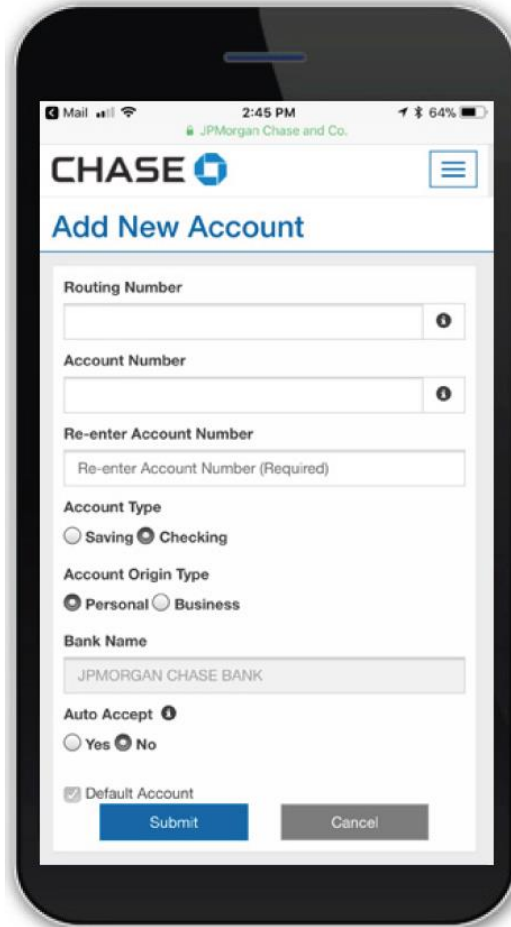 Mail 2:45 PM 64%
JPMorgan Chase and Co.
CHASE
Add New Account
Routing Number
Account Number
Re-enter Account Number
Re-enter Account Number (Required)
Account Type
Saving Checking
Account Origin Type
Personal Business
Bank Name
JPMORGAN CHASE BANK
Auto Accept
Yes No
Default Account
Submit Cancel